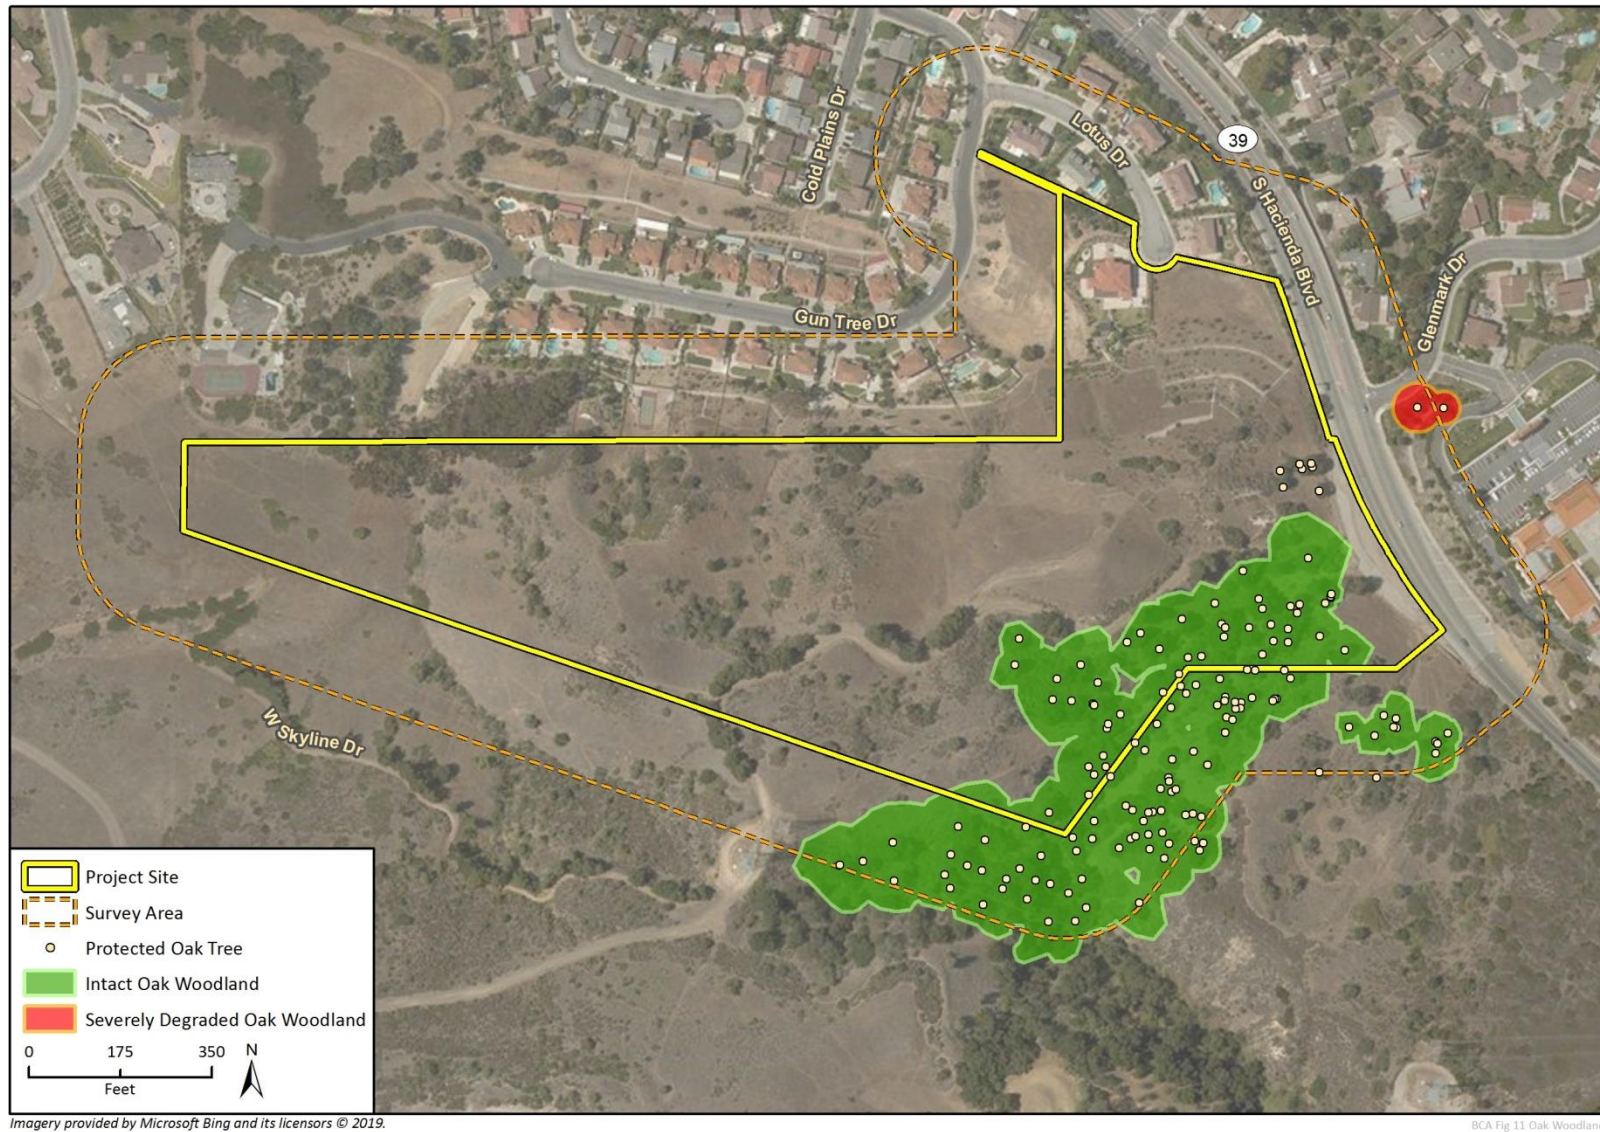 Cold Plains Dr
Lotus Dr
39
S Hacienda Blvd
Glenmark Dr
Gun Tree Dr
W Skyline Dr
Project Site
Survey Area
Protected Oak Tree
Intact Oak Woodland
Severely Degraded Oak Woodland
0 175 350 N
Feet
Imagery provided by Microsoft Bing and its licensors © 2019.
BCA Fig 11 Oak Woodland